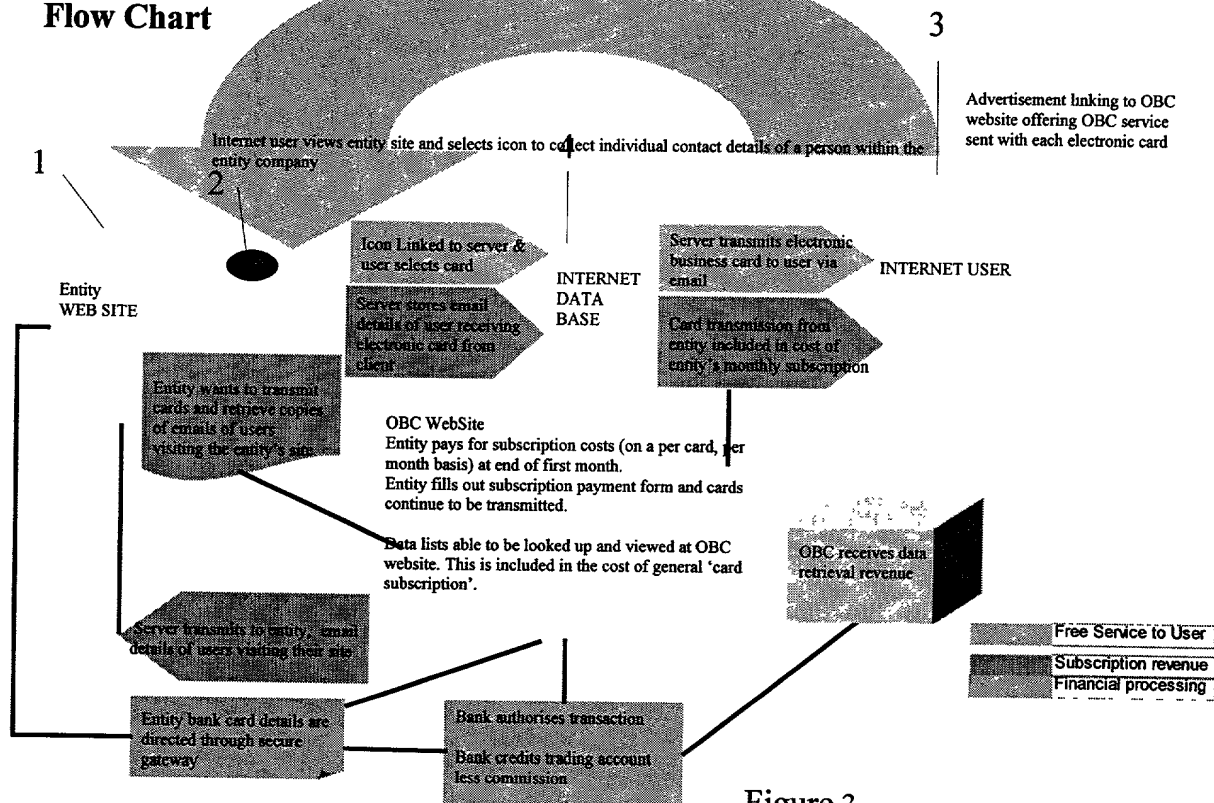 Flow Chart
3
Advertisement linking to OBC
website offering OBC service
sent with each electronic card
Internet user views entity site and selects icon to collect individual contact details of a person within the
entity company
1
2
4
Icon Linked to server &
user selects card
Server transmits electronic
business card to user via
email
INTERNET USER
INTERNET
DATA
BASE
Entity
WEB SITE
Server stores email
details of user receiving
electronic card from
client
Card transmission from
entity included in cost of
entity's monthly subscription
Entity wants to transmit
cards and retrieve copies
of emails of users
visiting the entity's site
OBC WebSite
Entity pays for subscription costs (on a per card, per
month basis) at end of first month.
Entity fills out subscription payment form and cards
continue to be transmitted.
Data lists able to be looked up and viewed at OBC
website. This is included in the cost of general 'card
subscription'.
OBC receives data
retrieval revenue
Server transmits to entity, email
details of users visiting their site
Free Service to User
Subscription revenue
Financial processing
Entity bank card details are
directed through secure
gateway
Bank authorises transaction
Bank credits trading account
less commission
Figure